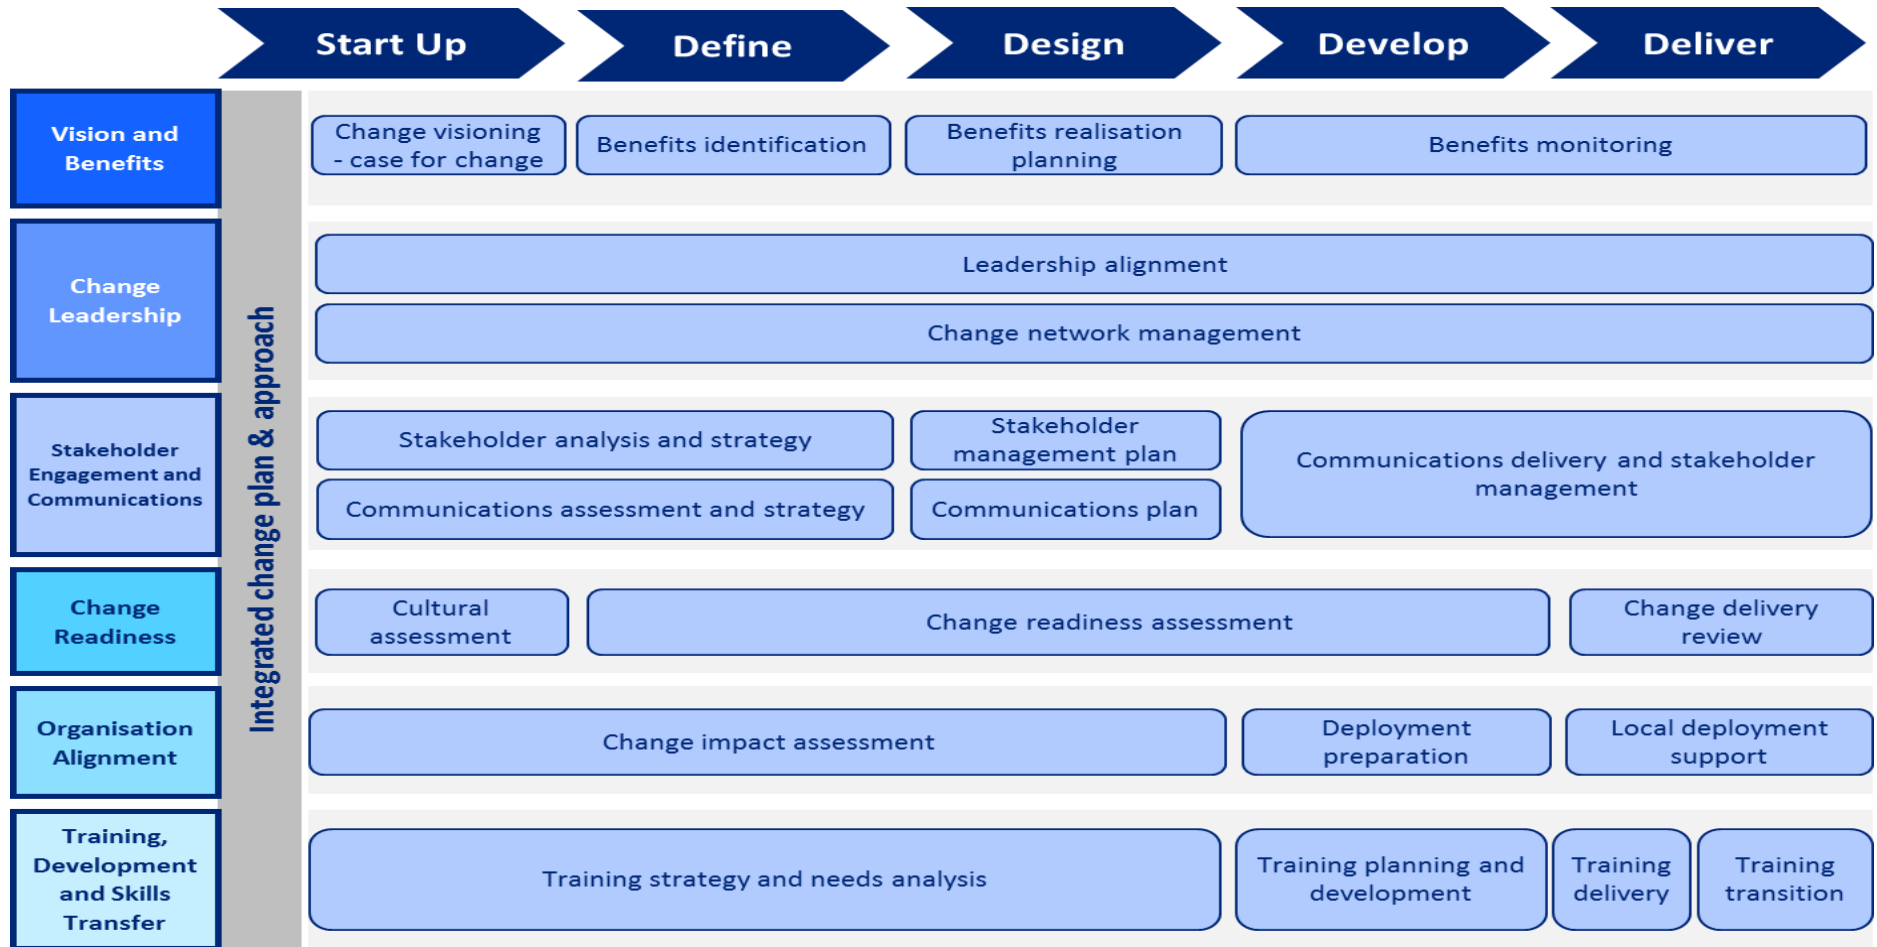 Start Up
Define
Design
Develop
Deliver
Integrated change plan & approach
Vision and
Benefits
Change visioning
- case for change
Benefits identification
Benefits realisation
planning
Benefits monitoring
Change
Leadership
Leadership alignment
Change network management
Stakeholder
Engagement and
Communications
Stakeholder analysis and strategy
Stakeholder
management plan
Communications delivery and stakeholder
management
Communications assessment and strategy
Communications plan
Change
Readiness
Cultural
assessment
Change readiness assessment
Change delivery
review
Organisation
Alignment
Change impact assessment
Deployment
preparation
Local deployment
support
Training,
Development
and Skills
Transfer
Training strategy and needs analysis
Training planning and
development
Training
delivery
Training
transition